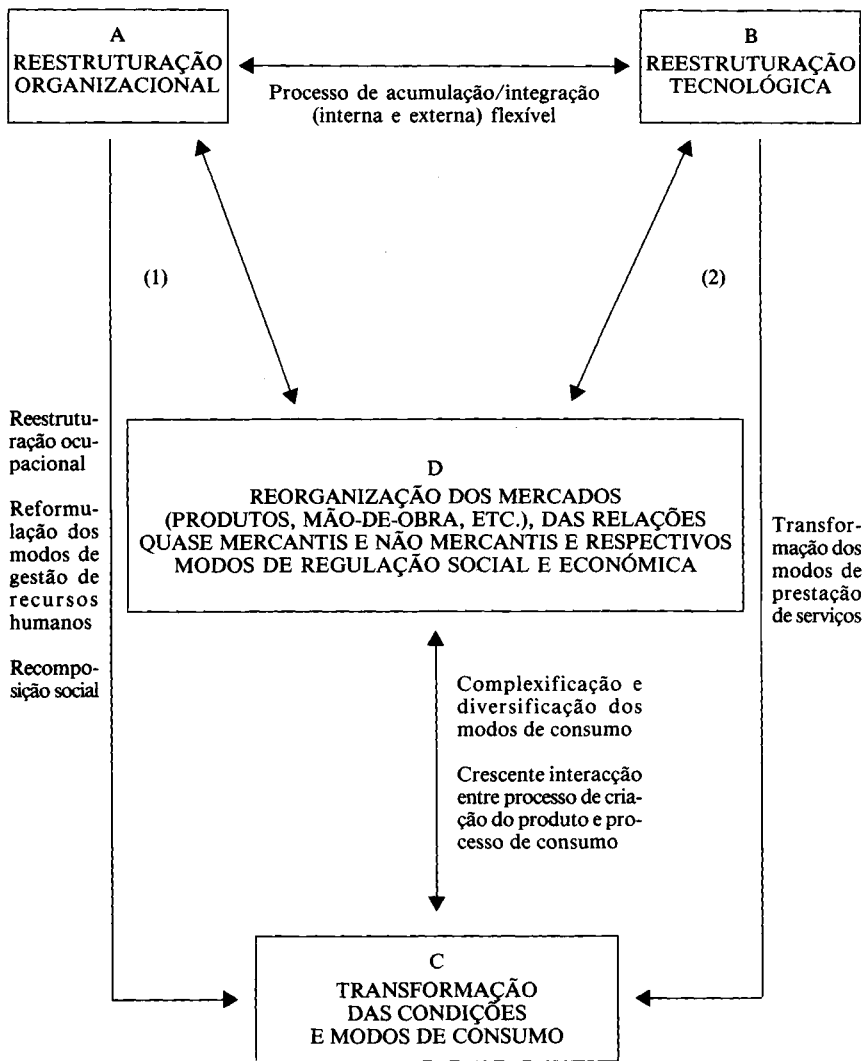 A
REESTRUTURAÇÃO
ORGANIZACIONAL
B
REESTRUTURAÇÃO
TECNOLÓGICA
Processo de acumulação/integração
(interna e externa) flexível
(1)
(2)
Reestrutu-
ração ocu-
pacional
Reformu-
lação dos
modos de
gestão de
recursos
humanos
Recompo-
sição social
D
REORGANIZAÇÃO DOS MERCADOS
(PRODUTOS, MÃO-DE-OBRA, ETC.), DAS RELAÇÕES
QUASE MERCANTIS E NÃO MERCANTIS E RESPECTIVOS
MODOS DE REGULAÇÃO SOCIAL E ECONÓMICA
Transfor-
mação dos
modos de
prestação
de serviços
Complexificação e
diversificação dos
modos de consumo
Crescente interacção
entre processo de cria-
ção do produto e pro-
cesso de consumo
C
TRANSFORMAÇÃO
DAS CONDIÇÕES
E MODOS DE CONSUMO